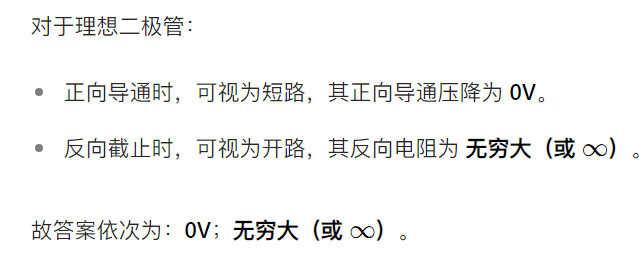 对于理想二极管：
• 正向导通时，可视为短路，其正向导通压降为 0V。
• 反向截止时，可视为开路，其反向电阻为 无穷大（或 ∞）。
故答案依次为：0V；无穷大（或 ∞）。